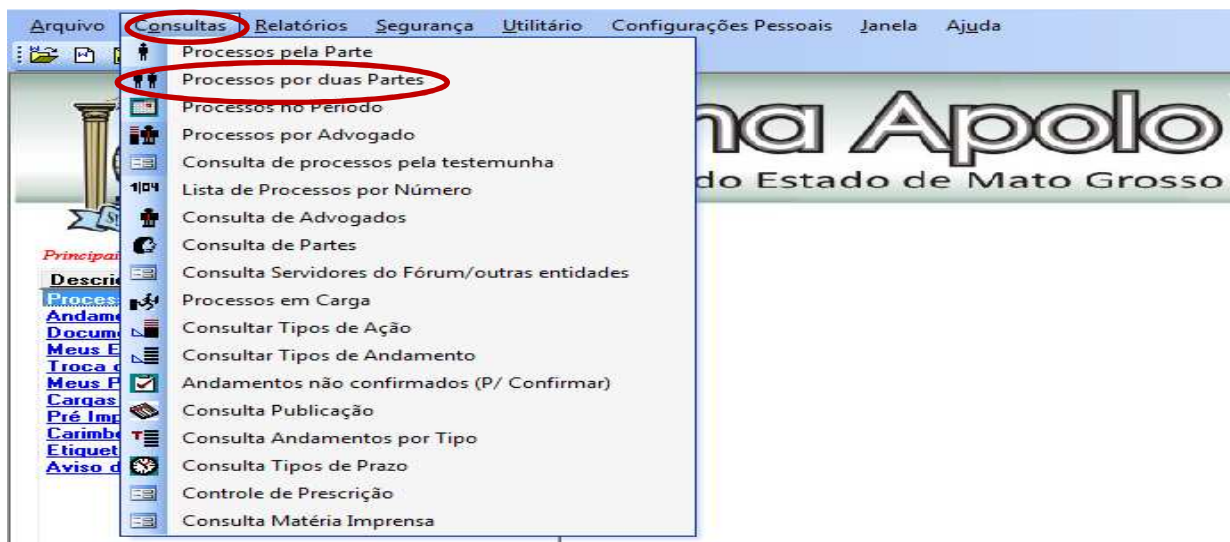 Arquivo Consultas Relatórios Segurança Utilitário Configurações Pessoais Janela Ajuda
Processos pela Parte
Processos por duas Partes
Processos no Período
Processos por Advogado
Consulta de processos pela testemunha
Lista de Processos por Número
Consulta de Advogados
Consulta de Partes
Consulta Servidores do Fórum/outras entidades
Processos em Carga
Consultar Tipos de Ação
Consultar Tipos de Andamento
Andamentos não confirmados (P/ Confirmar)
Consulta Publicação
Consulta Andamentos por Tipo
Consulta Tipos de Prazo
Controle de Prescrição
Consulta Matéria Imprensa
ma Apolo
do Estado de Mato Grosso
Principai
Descri
Proces
Andam
Docum
Meus E
Troca
Meus P
Cargas
Pré Imp
Carimb
Etiquet
Aviso d